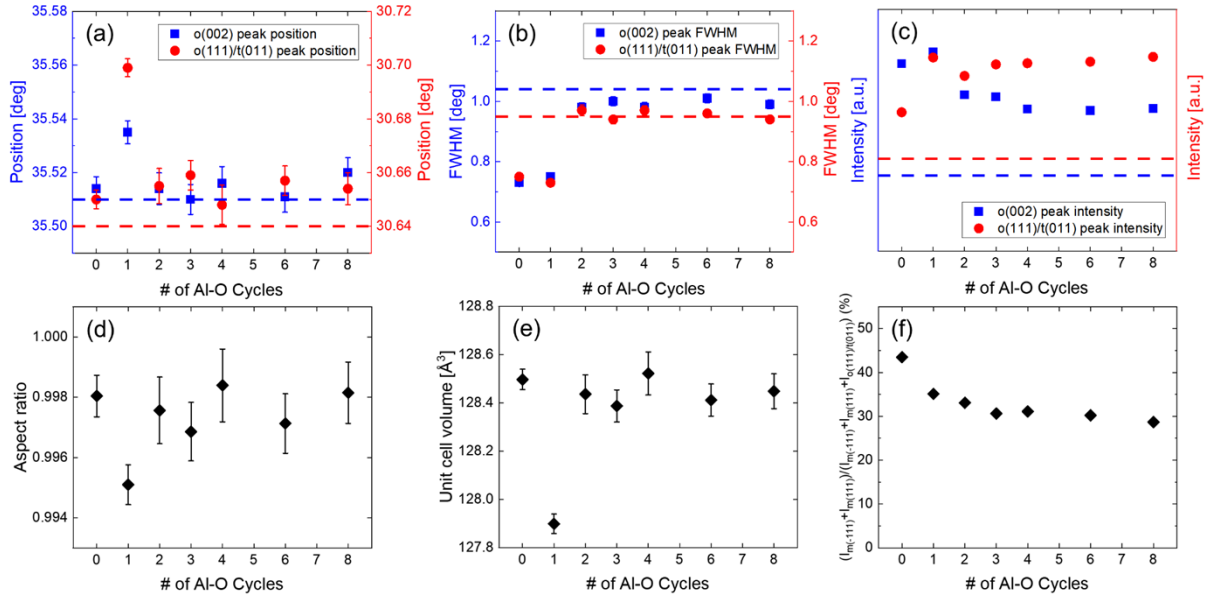 (a)
o(002) peak position
o(111)/t(011) peak position
35.58
35.56
35.54
35.52
35.50
Position [deg]
30.72
30.70
30.68
30.66
30.64
Position [deg]
0 1 2 3 4 5 6 7 8
# of Al-O Cycles
(b)
o(002) peak FWHM
o(111)/t(011) peak FWHM
1.2
1.0
0.8
0.6
FWHM [deg]
1.2
1.0
0.8
0.6
FWHM [deg]
0 1 2 3 4 5 6 7 8
# of Al-O Cycles
(c)
Intensity [a.u.]
Intensity [a.u.]
o(002) peak intensity
o(111)/t(011) peak intensity
0 1 2 3 4 5 6 7 8
# of Al-O Cycles
(d)
1.000
0.998
0.996
0.994
Aspect ratio
0 1 2 3 4 5 6 7 8
# of Al-O Cycles
(e)
128.8
128.6
128.4
128.2
128.0
127.8
Unit cell volume [Å³]
0 1 2 3 4 5 6 7 8
# of Al-O Cycles
(f)
50
40
30
20
10
0
(I_m(-111)+I_m(111))/(I_m(-111)+I_m(111)+I_o(111)/t(011)) (%)
0 1 2 3 4 5 6 7 8
# of Al-O Cycles